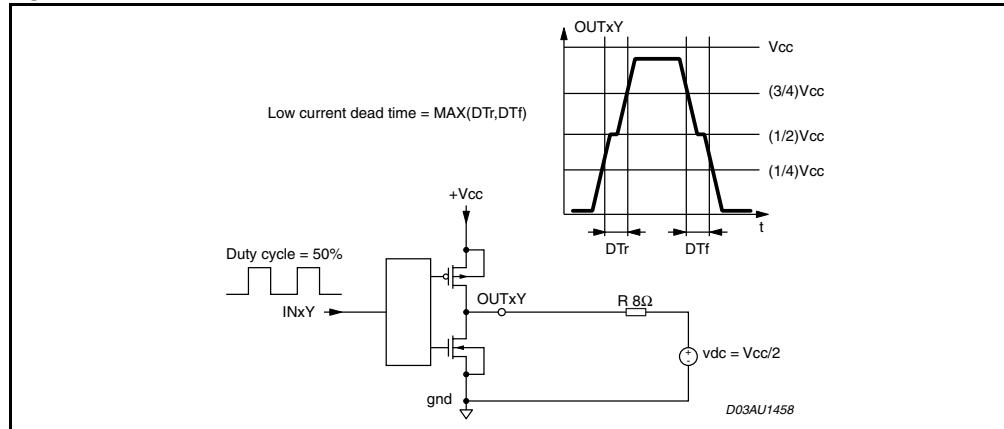 OUTxY
Vcc
(3/4)Vcc
Low current dead time = MAX(DTr,DTf)
(1/2)Vcc
(1/4)Vcc
t
DTr
DTf
+Vcc
Duty cycle = 50%
INxY
OUTxY
R 8Ω
+
-
vdc = Vcc/2
gnd
D03AU1458